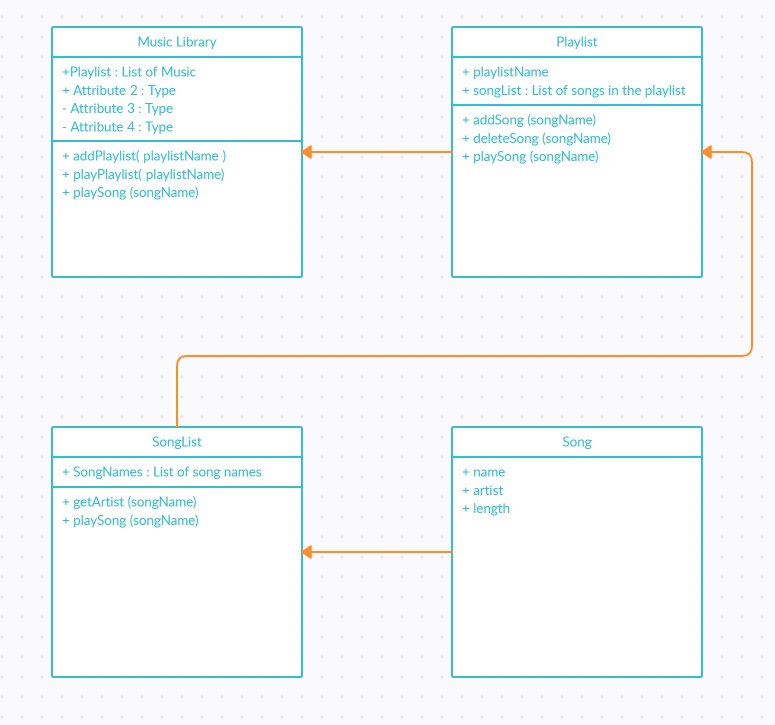 Music Library
+Playlist : List of Music
+ Attribute 2 : Type
- Attribute 3 : Type
- Attribute 4 : Type
+ addPlaylist( playlistName )
+ playPlaylist( playlistName)
+ playSong (songName)
Playlist
+ playlistName
+ songList : List of songs in the playlist
+ addSong (songName)
+ deleteSong (songName)
+ playSong (songName)
SongList
+ SongNames : List of song names
+ getArtist (songName)
+ playSong (songName)
Song
+ name
+ artist
+ length